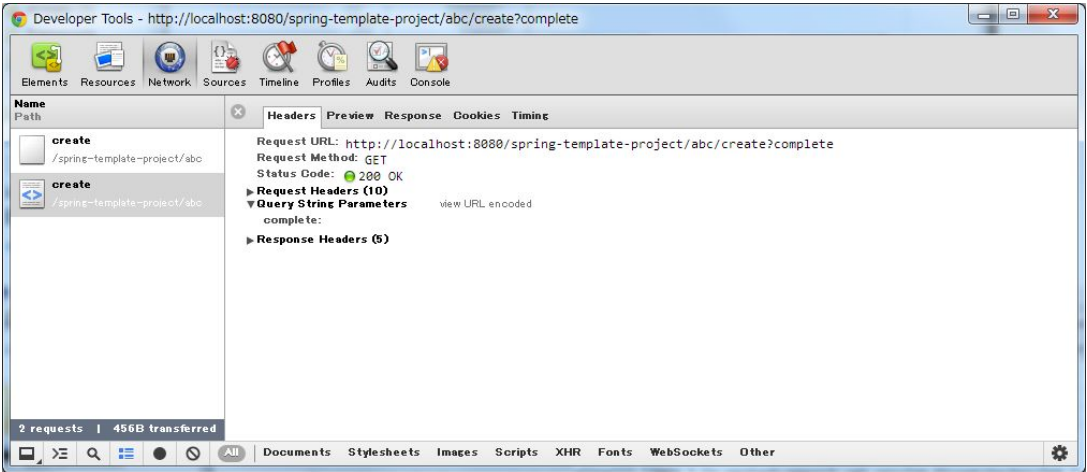 Developer Tools - http://localhost:8080/spring-template-project/abc/create?complete
Elements Resources Network Sources Timeline Profiles Audits Console
Name
Path
create
/spring-template-project/abc
create
/spring-template-project/abc
2 requests | 456B transferred
Headers Preview Response Cookies Timing
Request URL: http://localhost:8080/spring-template-project/abc/create?complete
Request Method: GET
Status Code: 200 OK
Request Headers (10)
Query String Parameters view URL encoded
complete:
Response Headers (5)
All Documents Stylesheets Images Scripts XHR Fonts WebSockets Other